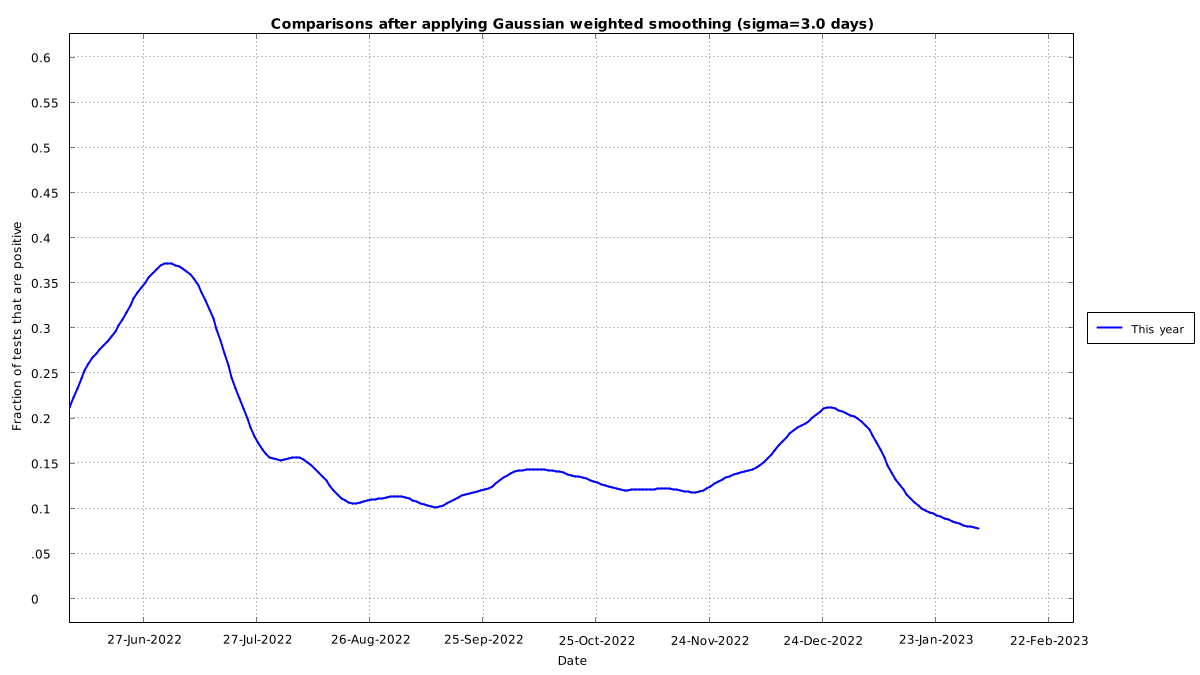 Comparisons after applying Gaussian weighted smoothing (sigma=3.0 days)
0.6
0.55
0.5
0.45
0.4
0.35
0.3
0.25
0.2
0.15
0.1
.05
0
Fraction of tests that are positive
This year
27-Jun-2022 27-Jul-2022 26-Aug-2022 25-Sep-2022 25-Oct-2022 24-Nov-2022 24-Dec-2022 23-Jan-2023 22-Feb-2023
Date